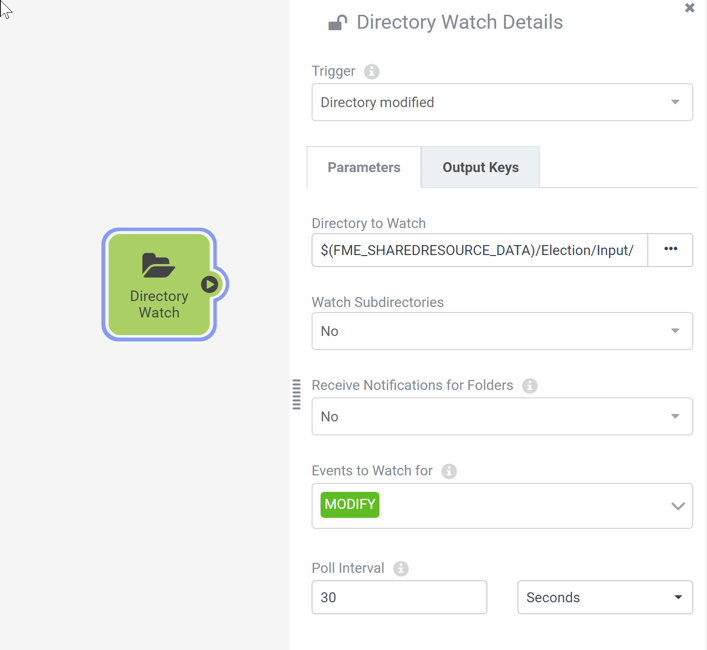 Directory Watch Details
Trigger
Directory modified
Parameters
Output Keys
Directory to Watch
$(FME_SHAREDRESOURCE_DATA)/Election/Input/
Watch Subdirectories
No
Receive Notifications for Folders
No
Events to Watch for
MODIFY
Poll Interval
30
Seconds
Directory
Watch